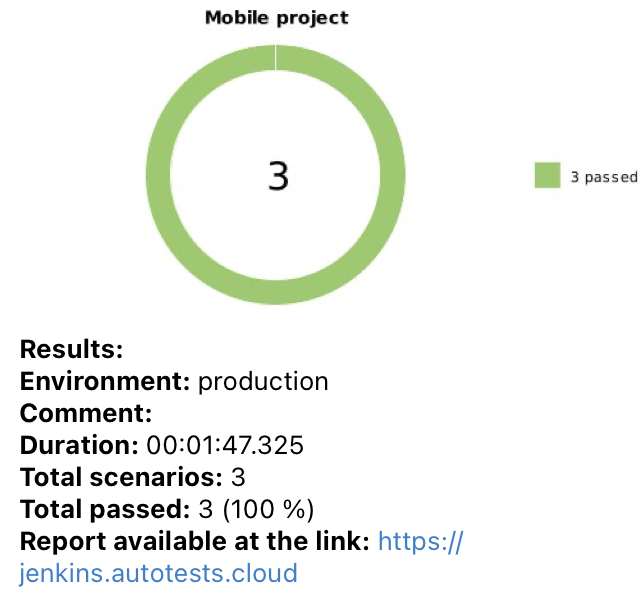 Mobile project
3
3 passed
Results:
Environment: production
Comment:
Duration: 00:01:47.325
Total scenarios: 3
Total passed: 3 (100 %)
Report available at the link: https://
jenkins.autotests.cloud